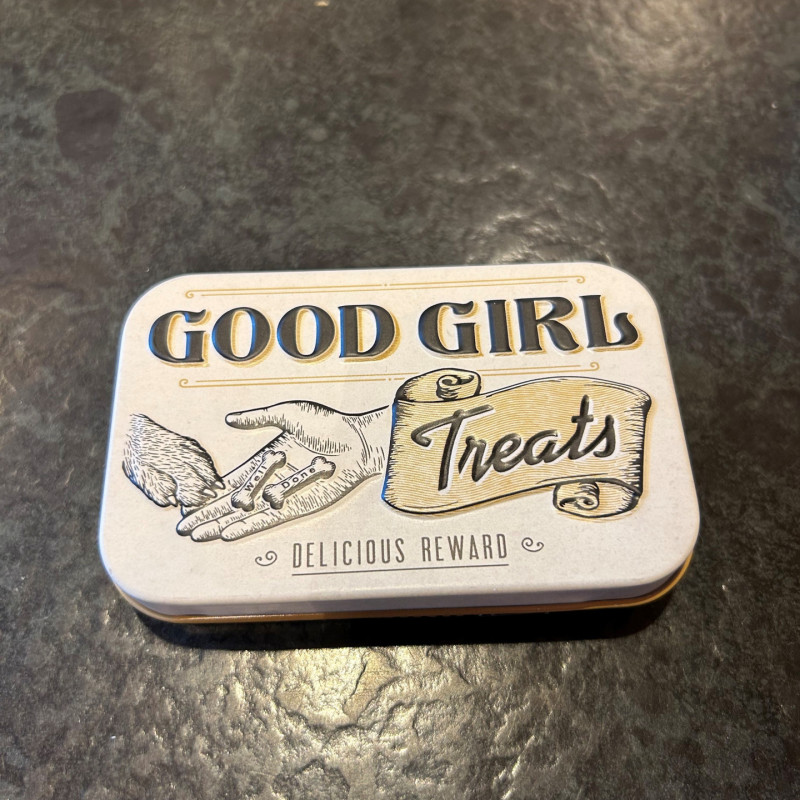 GOOD GIRL
Treats
Well
Done
DELICIOUS REWARD